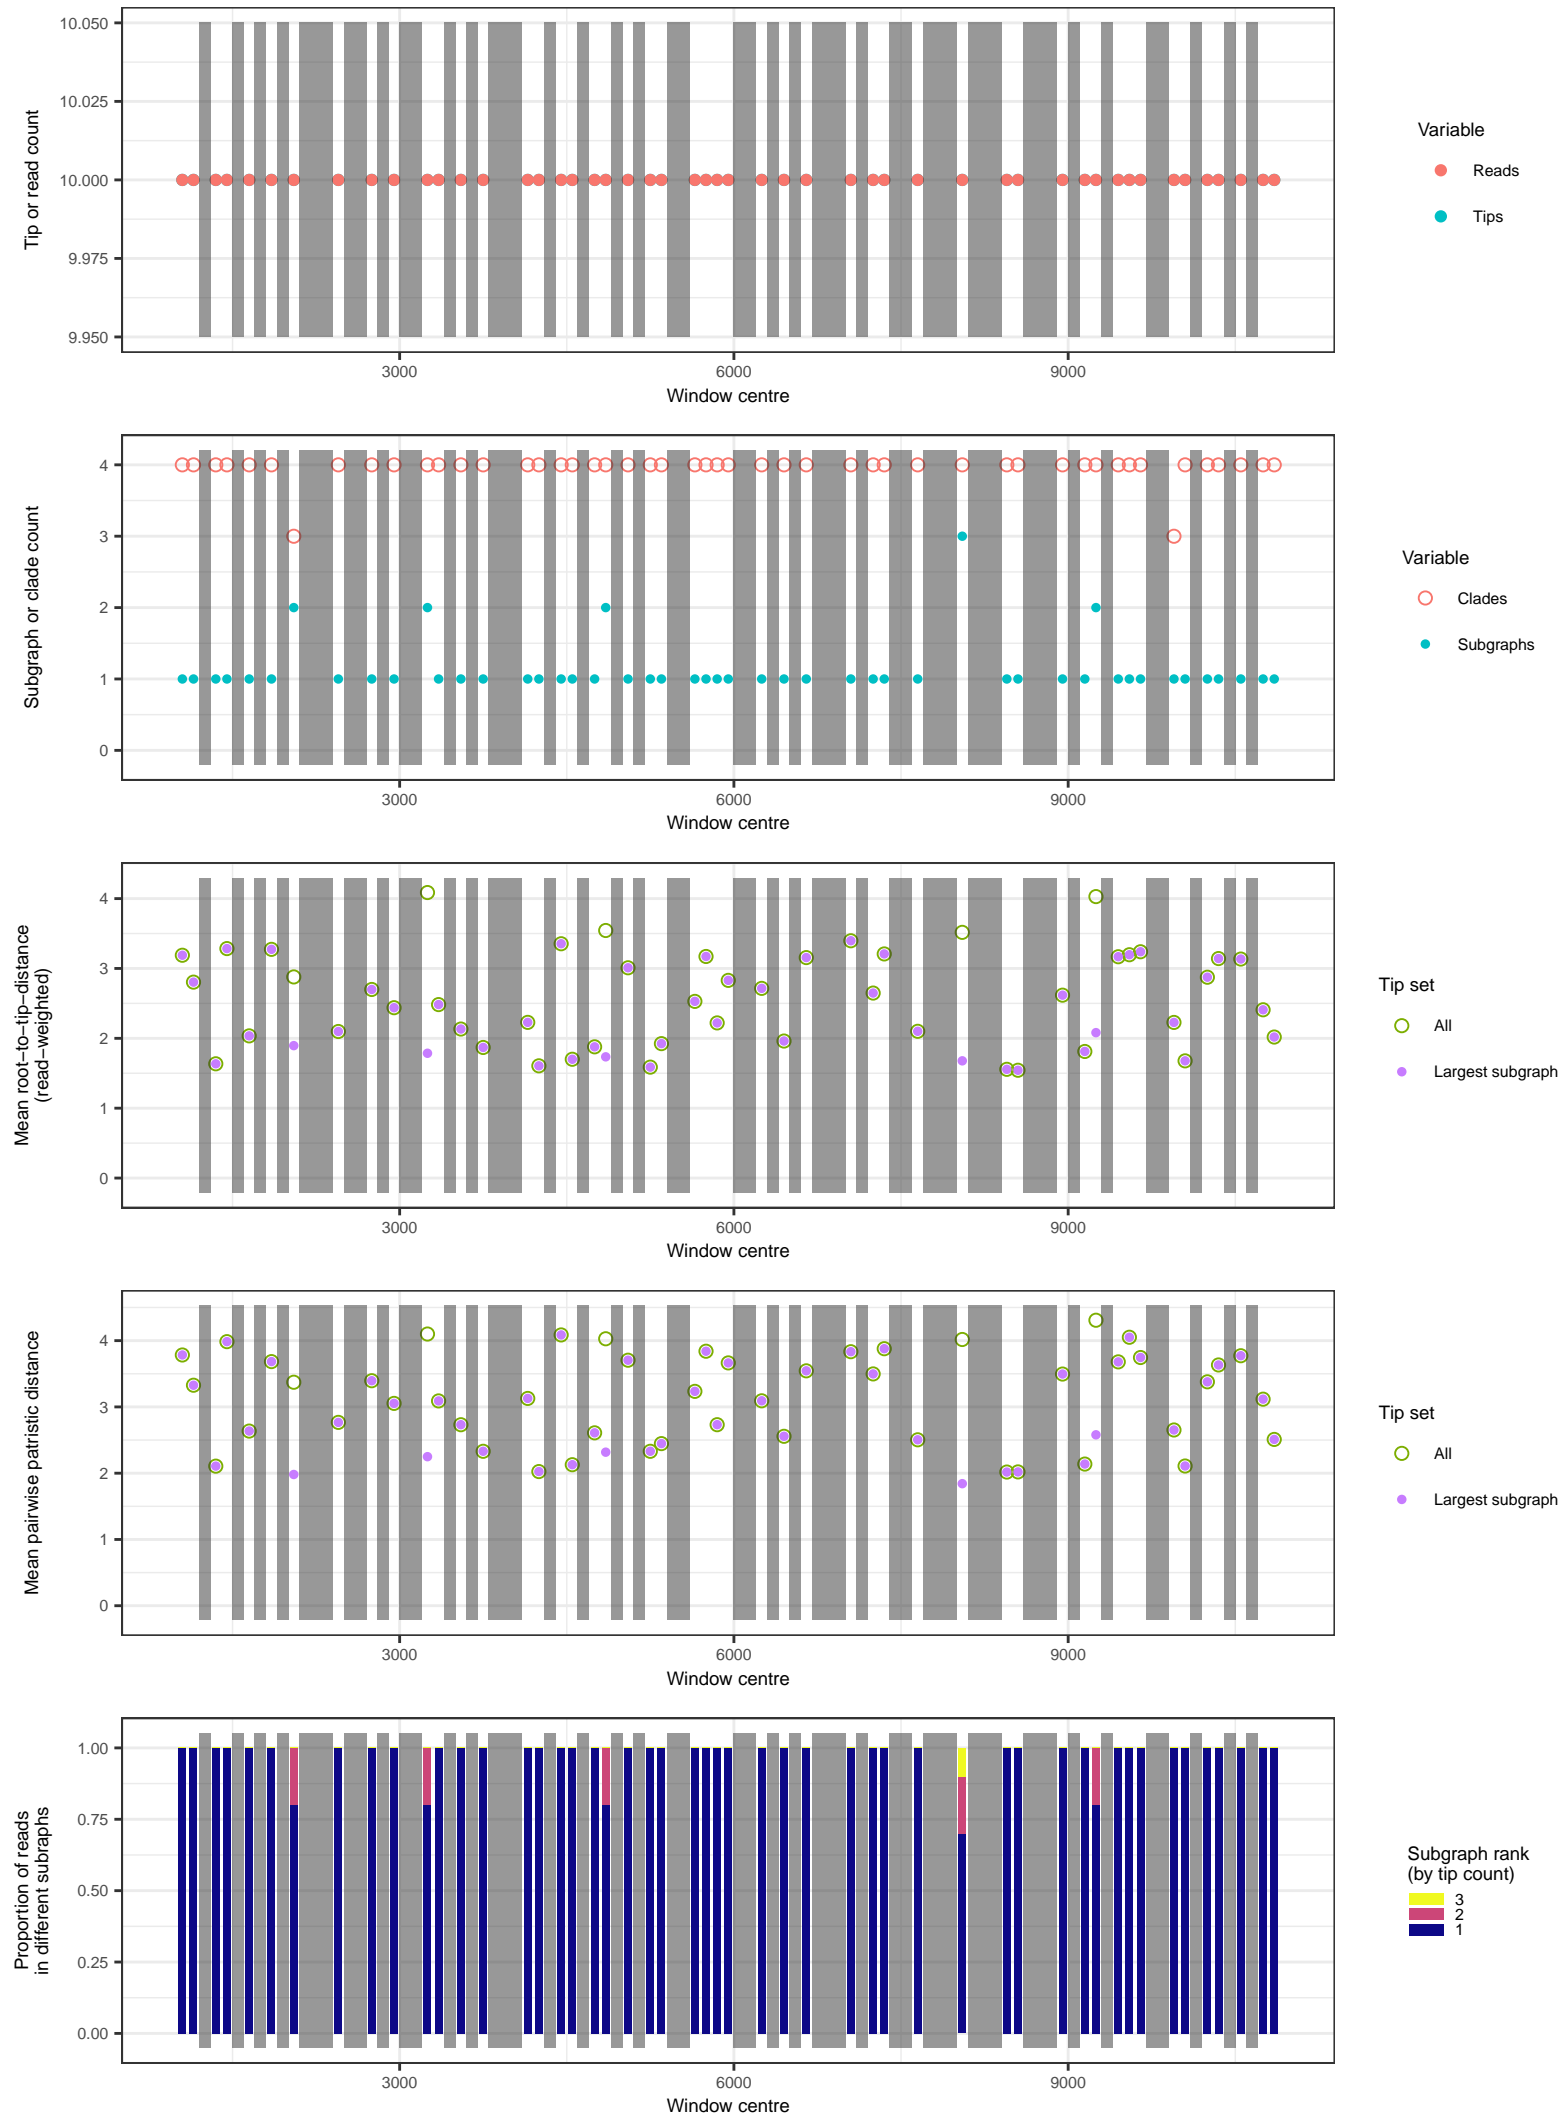 10.050
10.025
10.000
9.975
9.950
Tip or read count
3000
6000
9000
Window centre
Variable
Reads
Tips
4
3
2
1
0
Subgraph or clade count
3000
6000
9000
Window centre
Variable
Clades
Subgraphs
4
3
2
1
0
Mean root−to−tip−distance
(read−weighted)
3000
6000
9000
Window centre
Tip set
All
Largest subgraph
4
3
2
1
0
Mean pairwise patristic distance
3000
6000
9000
Window centre
Tip set
All
Largest subgraph
1.00
0.75
0.50
0.25
0.00
Proportion of reads
in different subraphs
3000
6000
9000
Window centre
Subgraph rank
(by tip count)
3
2
1